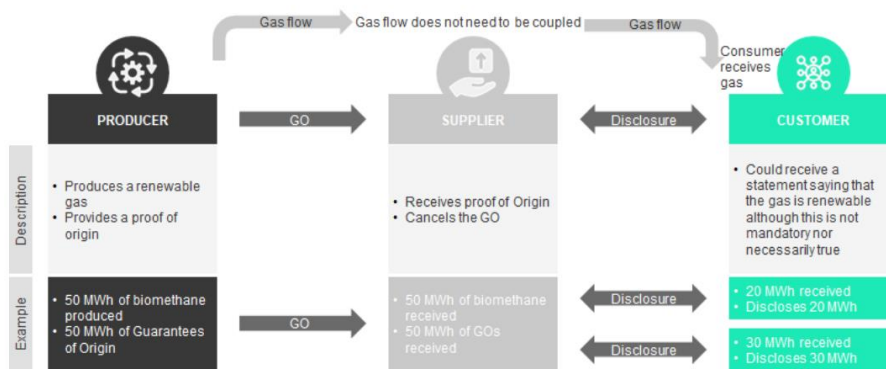 Gas flow
Gas flow does not need to be coupled
Gas flow
Consumer
receives
gas
PRODUCER
GO
SUPPLIER
Disclosure
CUSTOMER
Description
• Produces a renewable
gas
• Provides a proof of
origin
• Receives proof of Origin
• Cancels the GO
• Could receive a
statement saying that
the gas is renewable
although this is not
mandatory nor
necessarily true
Example
• 50 MWh of biomethane
produced
• 50 MWh of Guarantees
of Origin
GO
• 50 MWh of biomethane
received
• 50 MWh of GOs
received
Disclosure
• 20 MWh received
• Discloses 20 MWh
Disclosure
• 30 MWh received
• Discloses 30 MWh